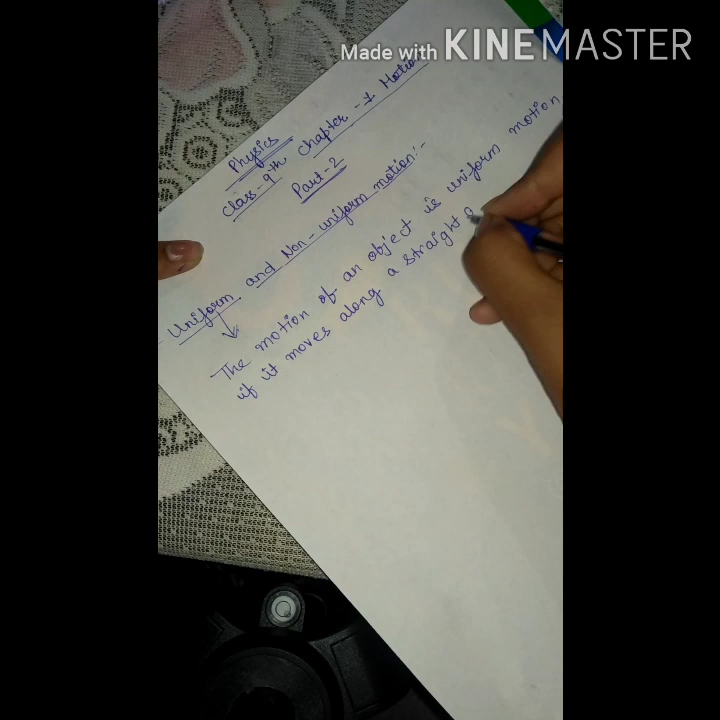 Made with KINEMASTER
Physics
Class-9th Chapter-7 Motion
Part-2
Uniform and Non-uniform motion:-
The motion of an object is uniform motion
if it moves along a straight